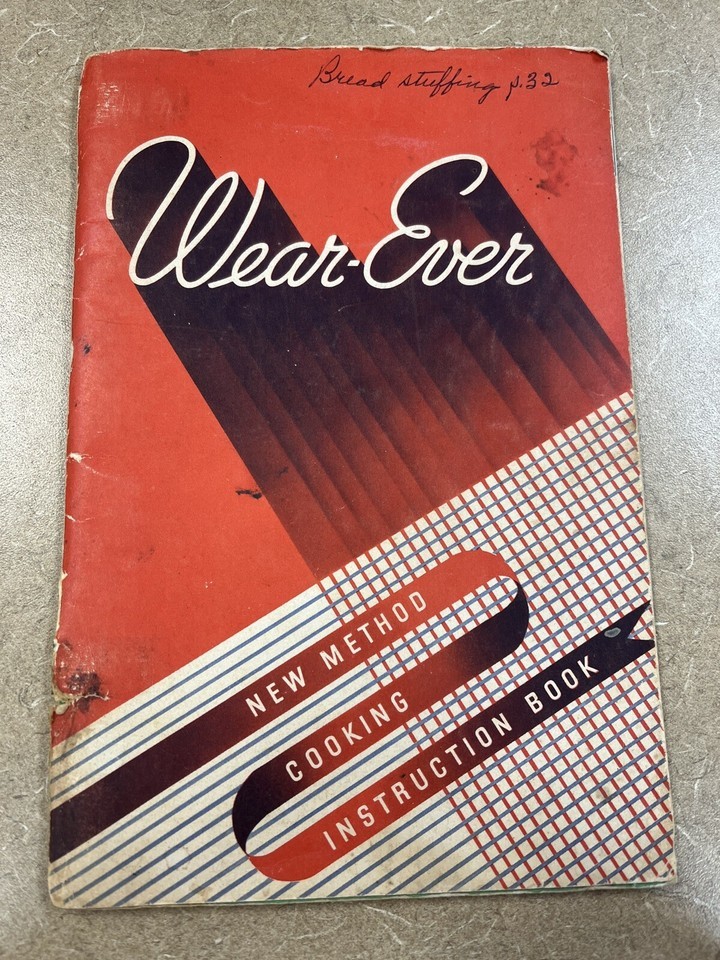 Bread stuffing p.32
Wear-Ever
NEW METHOD
COOKING
INSTRUCTION BOOK